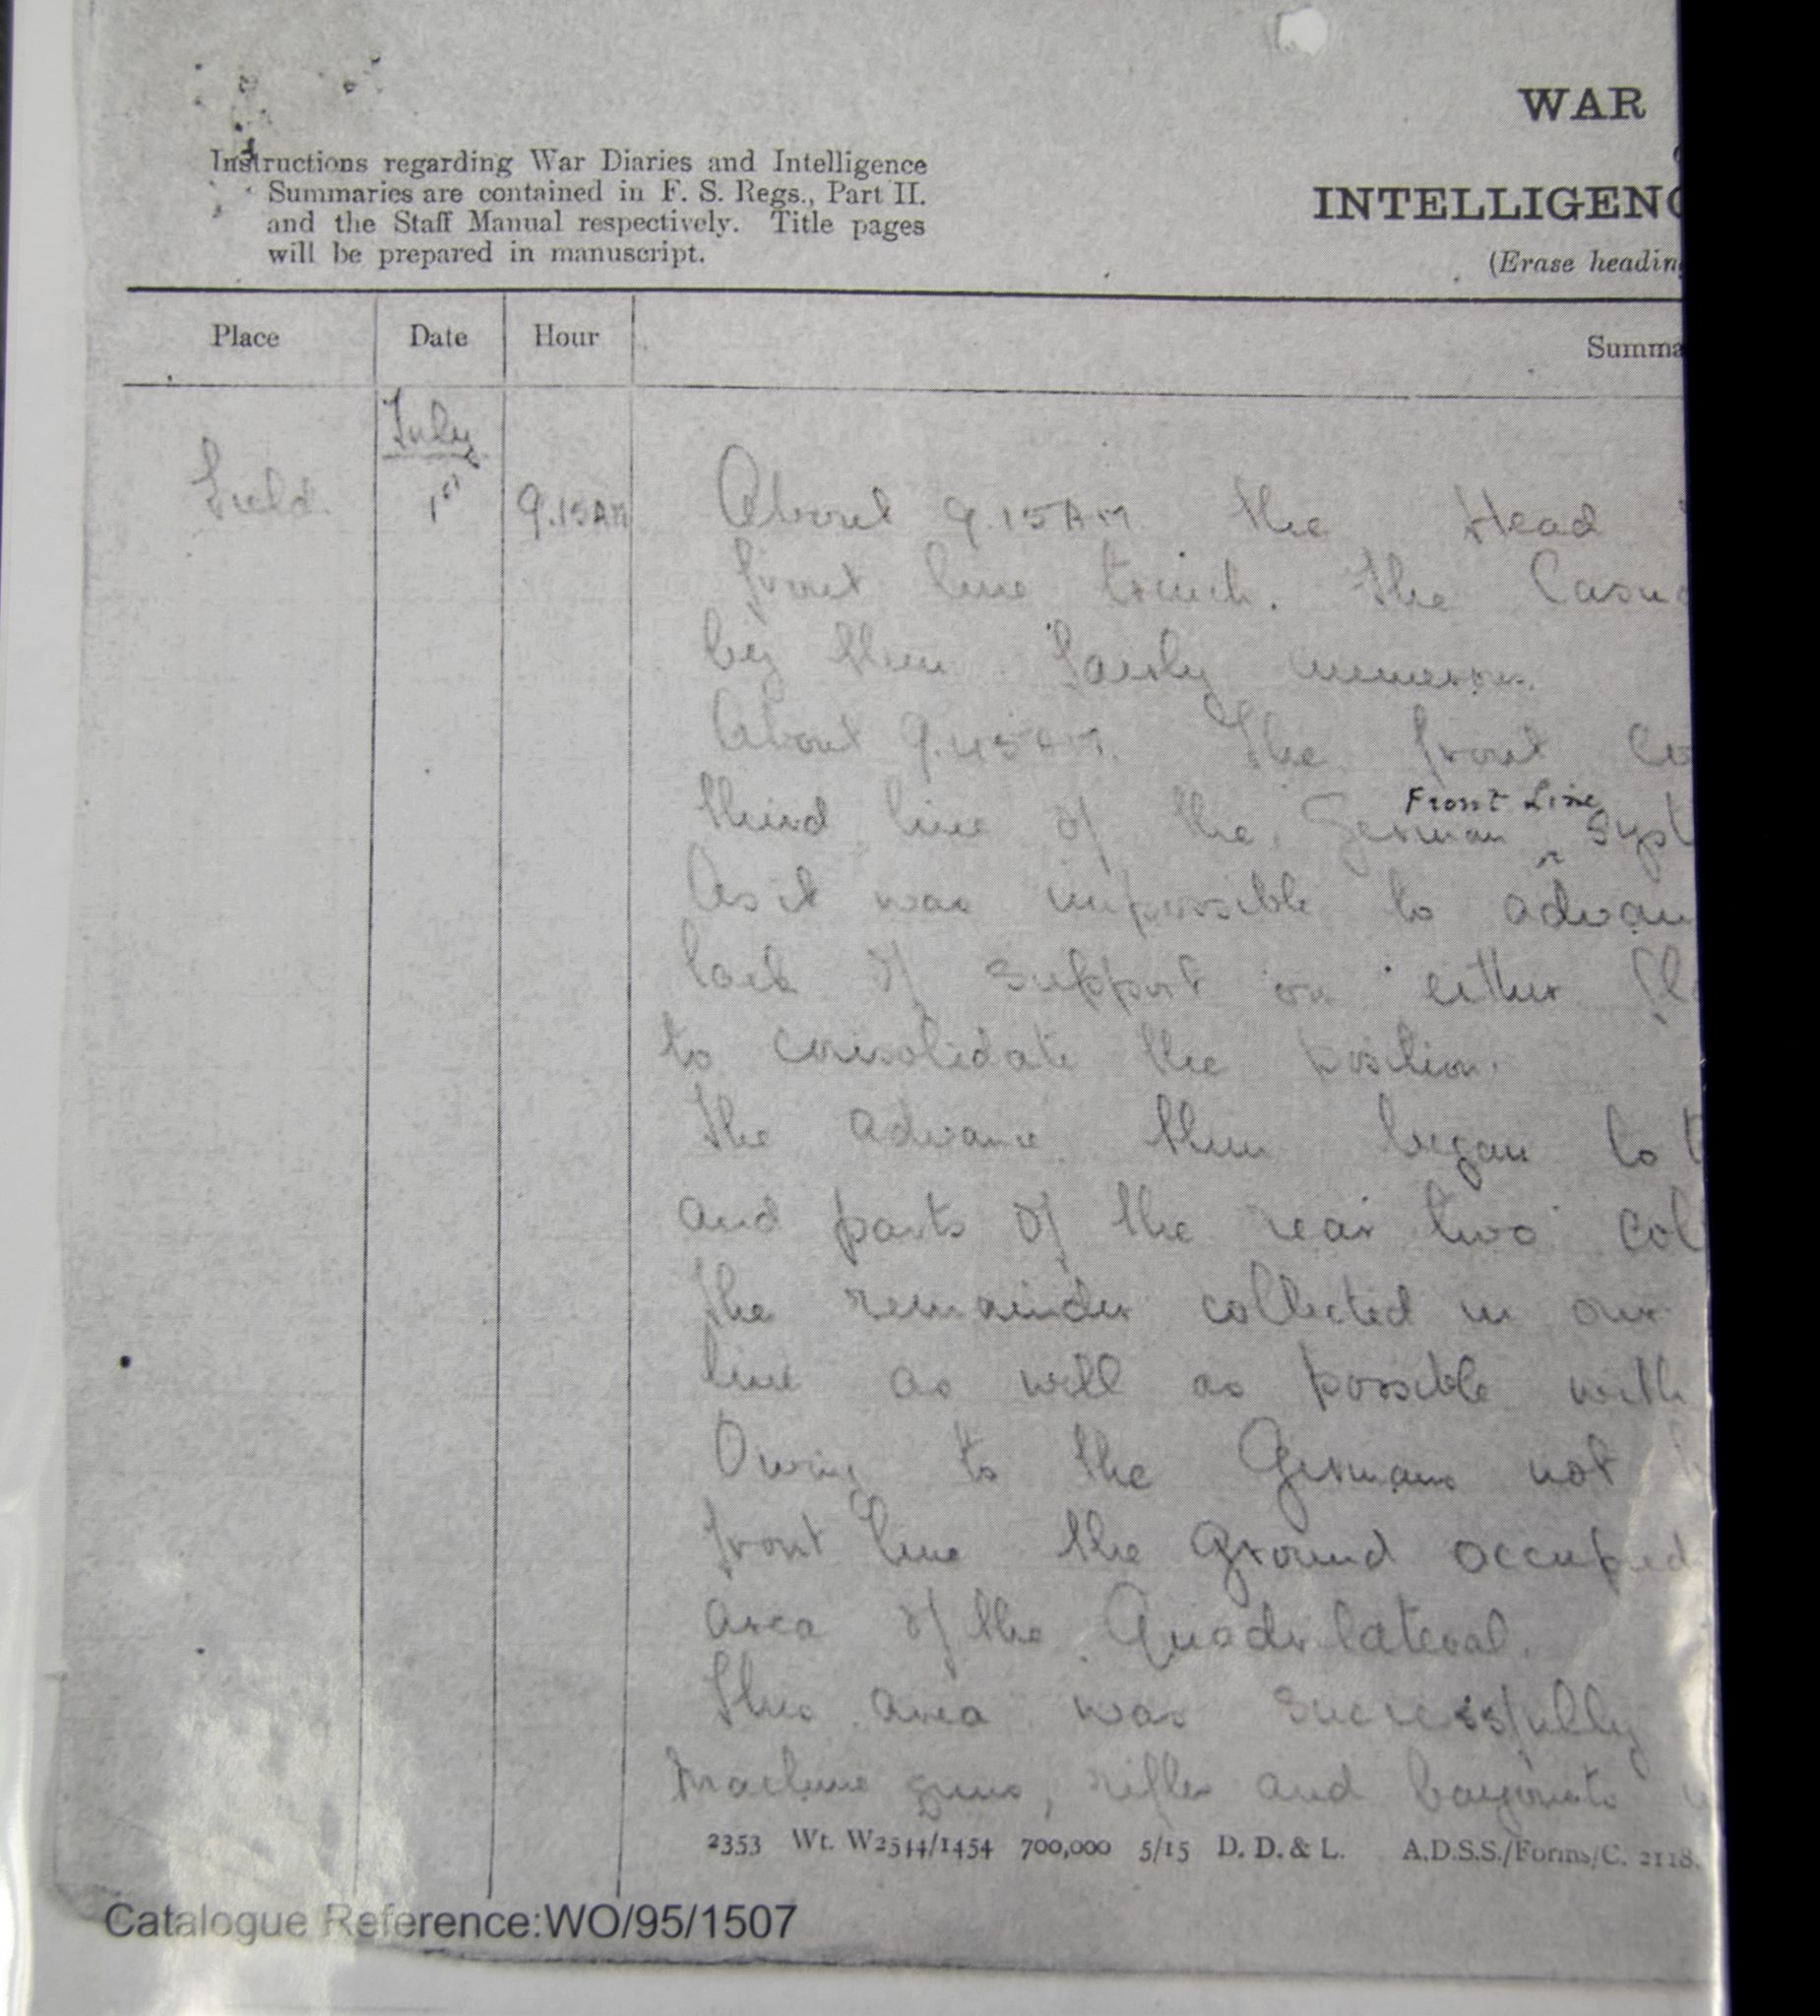 WAR
Instructions regarding War Diaries and Intelligence
Summaries are contained in F. S. Regs., Part II.
and the Staff Manual respectively. Title pages
will be prepared in manuscript.
INTELLIGENC
(Erase headin
Place Date Hour Summa
July
Field 1st 9.15AM About 9.15AM the Head
front line trench. The Casu
by then fairly numerous.
About 9.45AM. The front co
Front Line
third line of the German syst
As it was impossible to advan
lack of support on either fl
to consolidate the position.
The advance then began to t
and parts of the rear two col
The remainder collected in our
line as well as possible with
Owing to the Germans not
front line the ground occupied
area of the Quadrilateral.
This area was successfully
machine guns, rifles and bayonets
2353 Wt. W2544/1454 700,000 5/15 D. D. & L. A.D.S.S./Forms/C. 2118.
Catalogue Reference:WO/95/1507